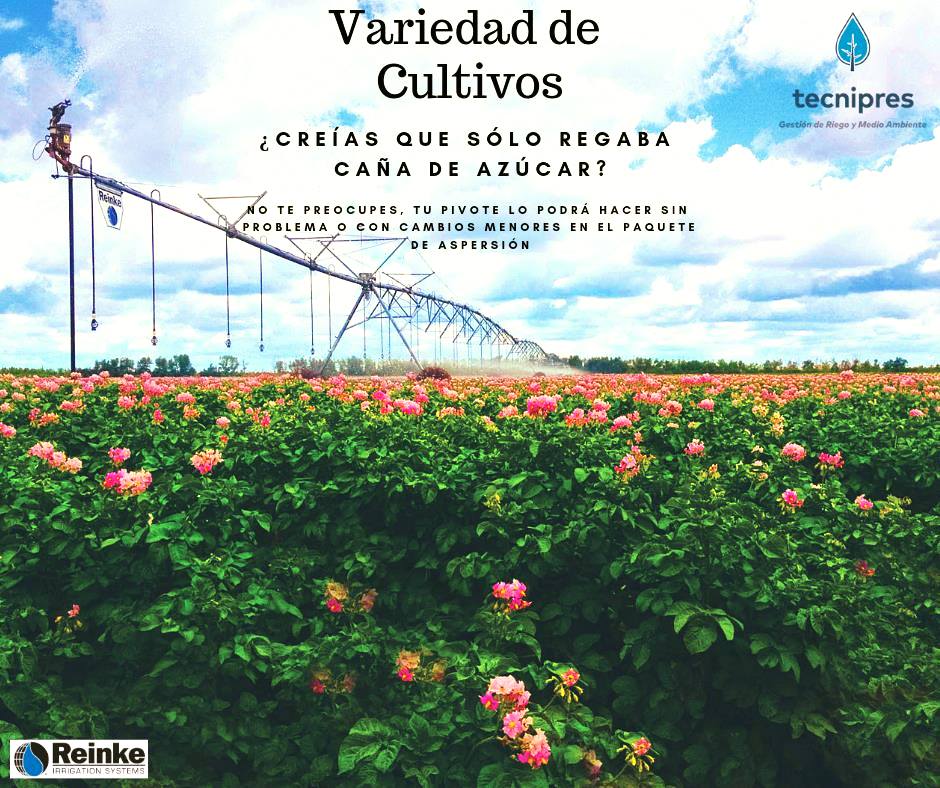 Variedad de
Cultivos
tecnipres
Gestión de Riego y Medio Ambiente
¿CREÍAS QUE SÓLO REGABA
CAÑA DE AZÚCAR?
NO TE PREOCUPES, TU PIVOTE LO PODRÁ HACER SIN
PROBLEMA O CON CAMBIOS MENORES EN EL PAQUETE
DE ASPERSIÓN
Reinke
Reinke
IRRIGATION SYSTEMS